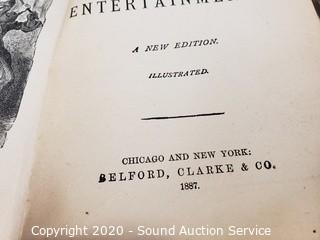 ENTERTAINME
A NEW EDITION.
ILLUSTRATED.
CHICAGO AND NEW YORK:
BELFORD, CLARKE & CO.
1887.
Copyright 2020 - Sound Auction Service